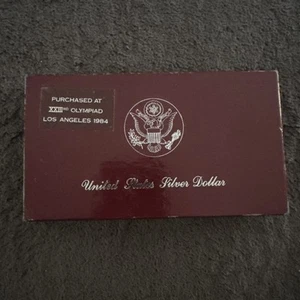 PURCHASED AT
XXIIIRD OLYMPIAD
LOS ANGELES 1984
United States Silver Dollar